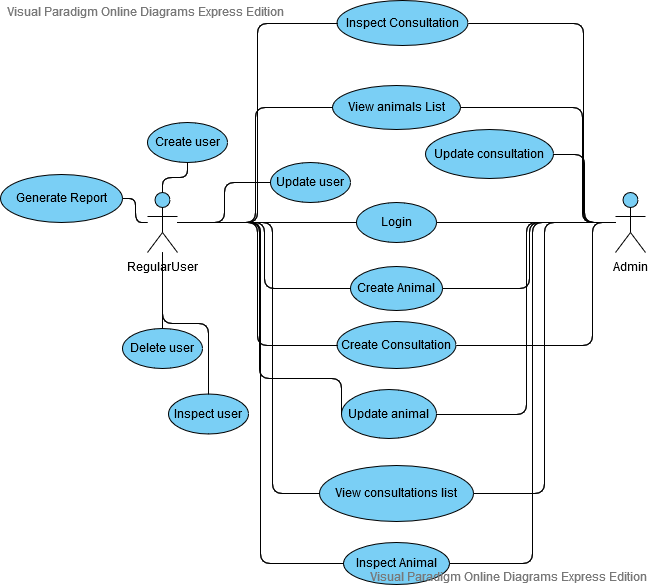 Visual Paradigm Online Diagrams Express Edition
Inspect Consultation
View animals List
Create user
Update consultation
Update user
Generate Report
Login
RegularUser
Admin
Create Animal
Create Consultation
Delete user
Inspect user
Update animal
View consultations list
Inspect Animal
Visual Paradigm Online Diagrams Express Edition